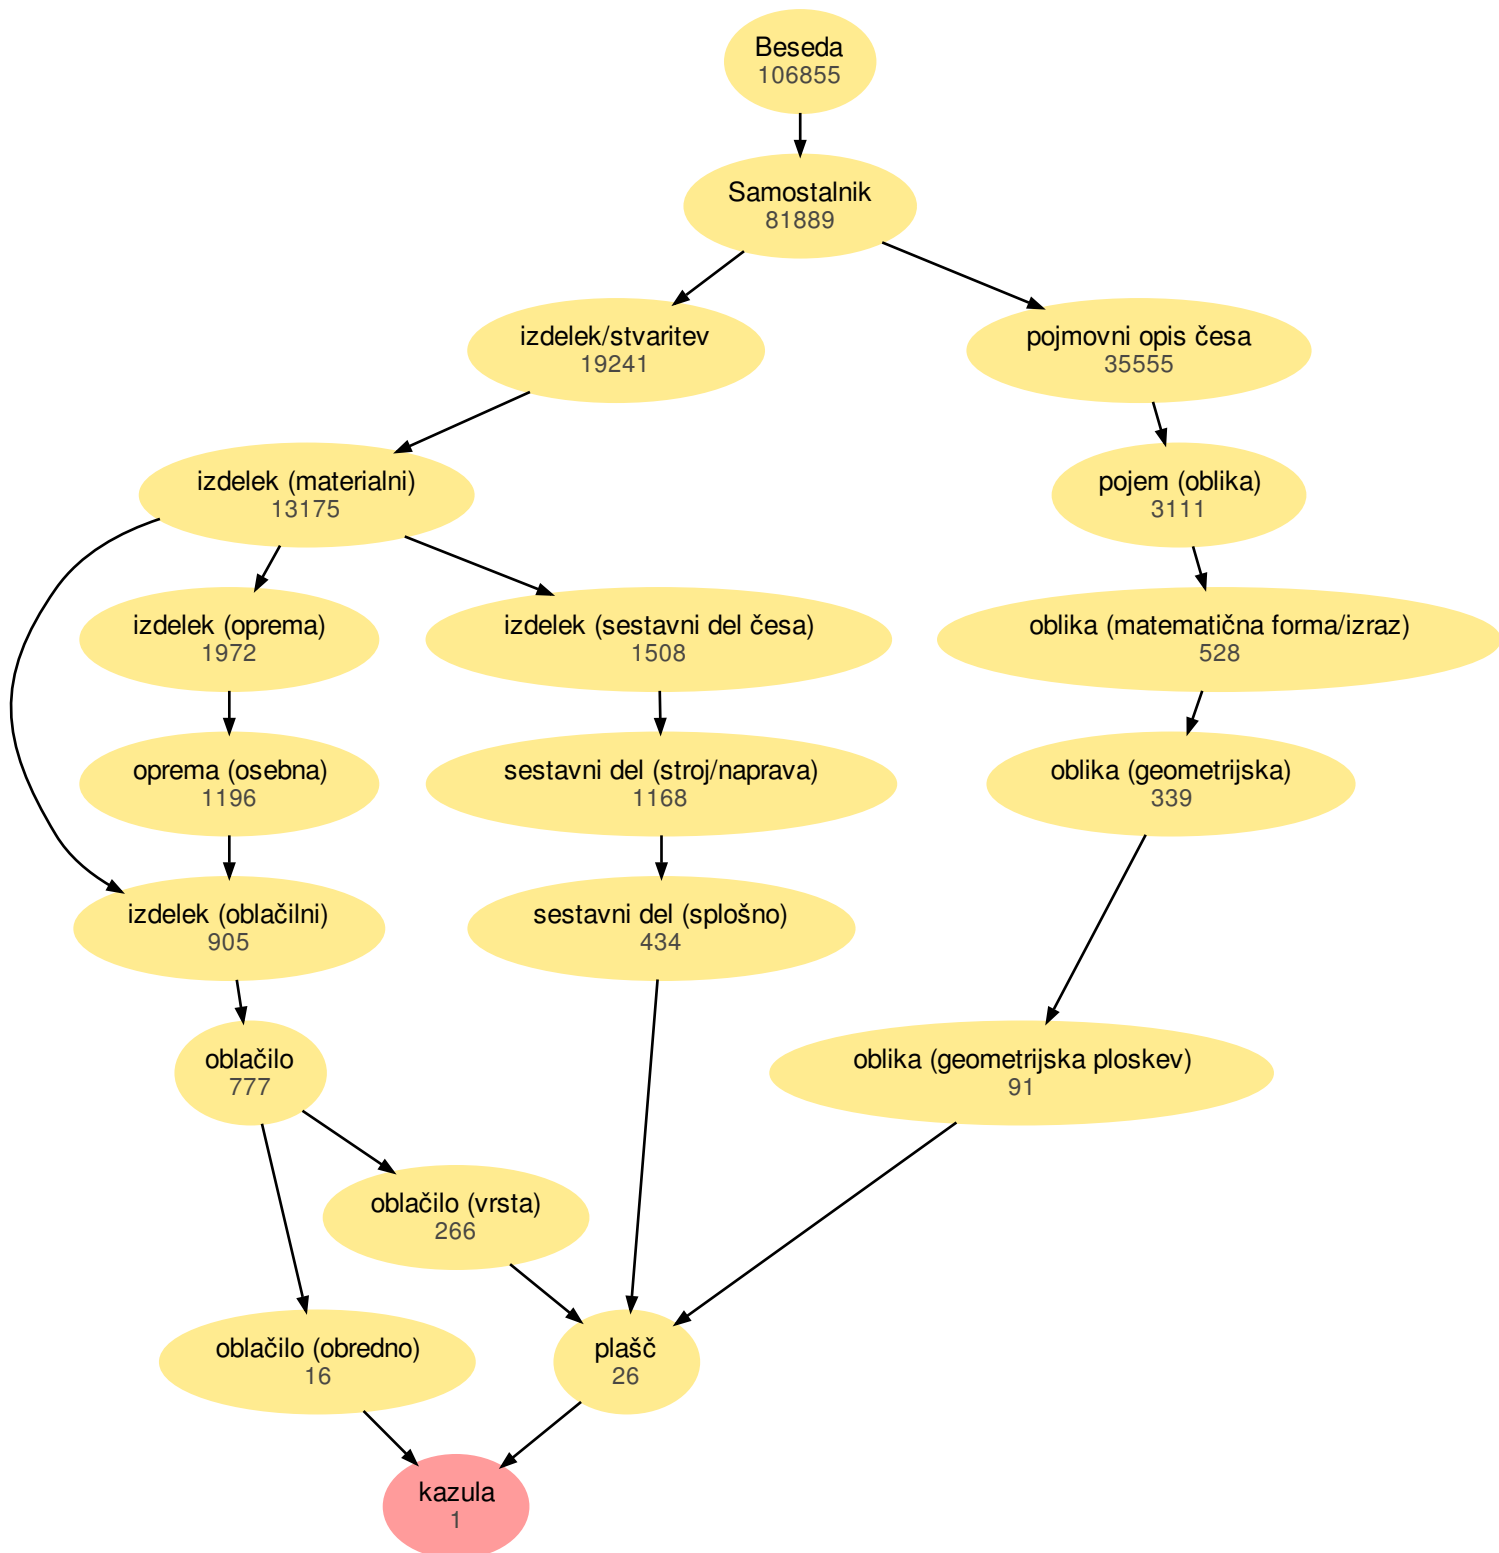 Beseda
106855
Samostalnik
81889
izdelek/stvaritev
19241
pojmovni opis česa
35555
izdelek (materialni)
13175
pojem (oblika)
3111
izdelek (oprema)
1972
izdelek (sestavni del česa)
1508
oblika (matematična forma/izraz)
528
oprema (osebna)
1196
sestavni del (stroj/naprava)
1168
oblika (geometrijska)
339
izdelek (oblačilni)
905
sestavni del (splošno)
434
oblačilo
777
oblika (geometrijska ploskev)
91
oblačilo (vrsta)
266
oblačilo (obredno)
16
plašč
26
kazula
1